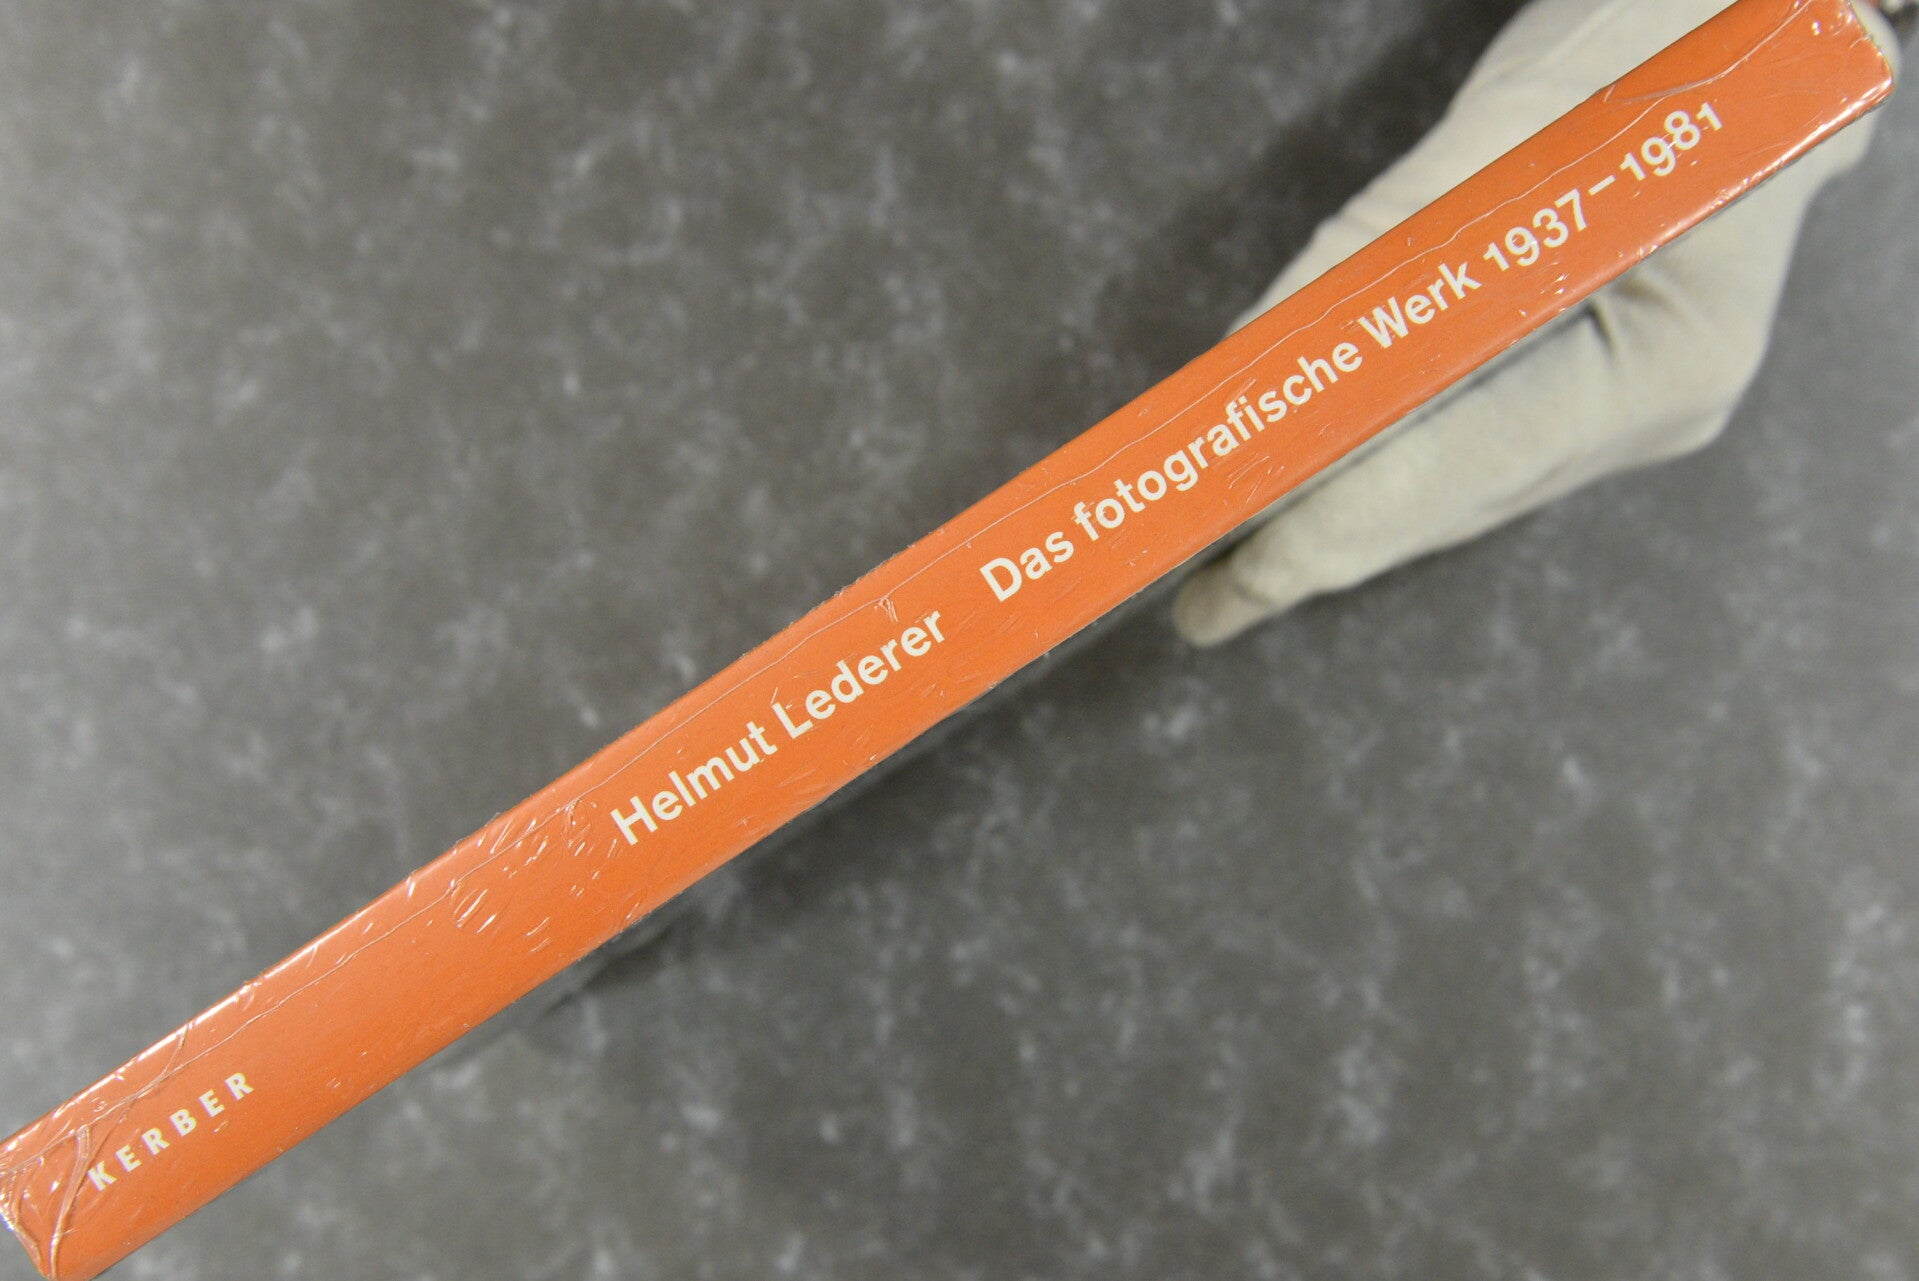 KERBER
Helmut Lederer Das fotografische Werk 1937–1981